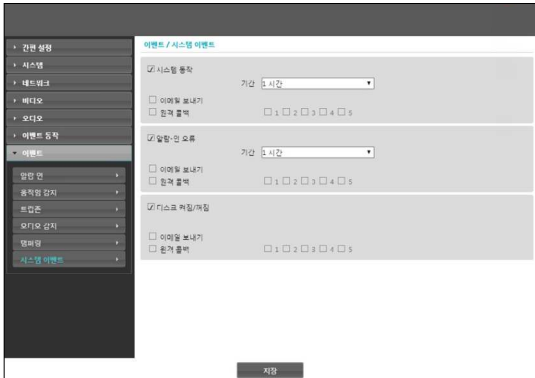 간편 설정
시스템
네트워크
비디오
오디오
이벤트 동작
이벤트
알람 인
움직임 감지
트립존
오디오 감지
탬퍼링
시스템 이벤트
이벤트 / 시스템 이벤트
시스템 동작
기간 1 시간
이메일 보내기
원격 콜백 1 2 3 4 5
알람-인 오류
기간 1 시간
이메일 보내기
원격 콜백 1 2 3 4 5
디스크 켜짐/꺼짐
이메일 보내기
원격 콜백 1 2 3 4 5
저장